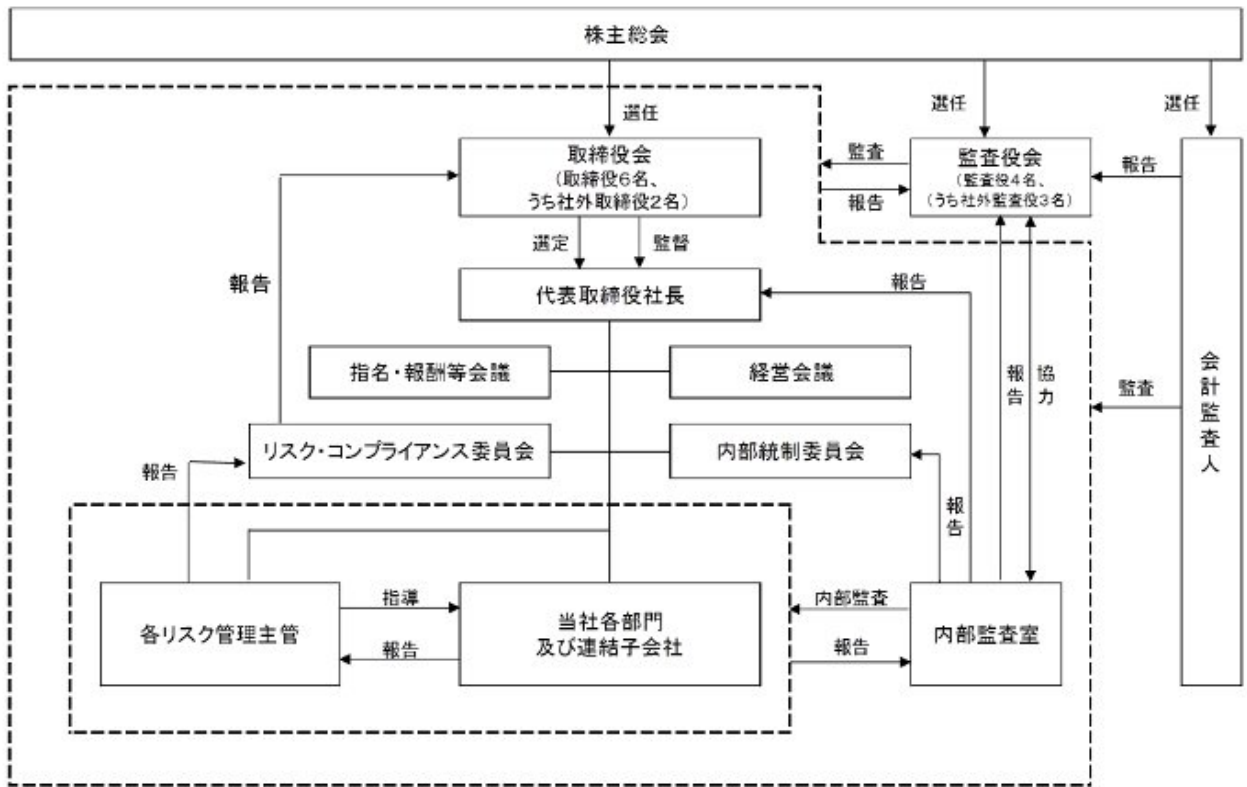 株主総会
選任
選任
選任
取締役会
(取締役6名、
うち社外取締役2名)
監査
報告
監査役会
(監査役4名、
(うち社外監査役3名)
報告
選定
監督
報告
代表取締役社長
報告
指名・報酬等会議
経営会議
報告
協力
監査
会計監査人
リスク・コンプライアンス委員会
内部統制委員会
報告
報告
各リスク管理主管
指導
報告
当社各部門
及び連結子会社
内部監査
報告
内部監査室